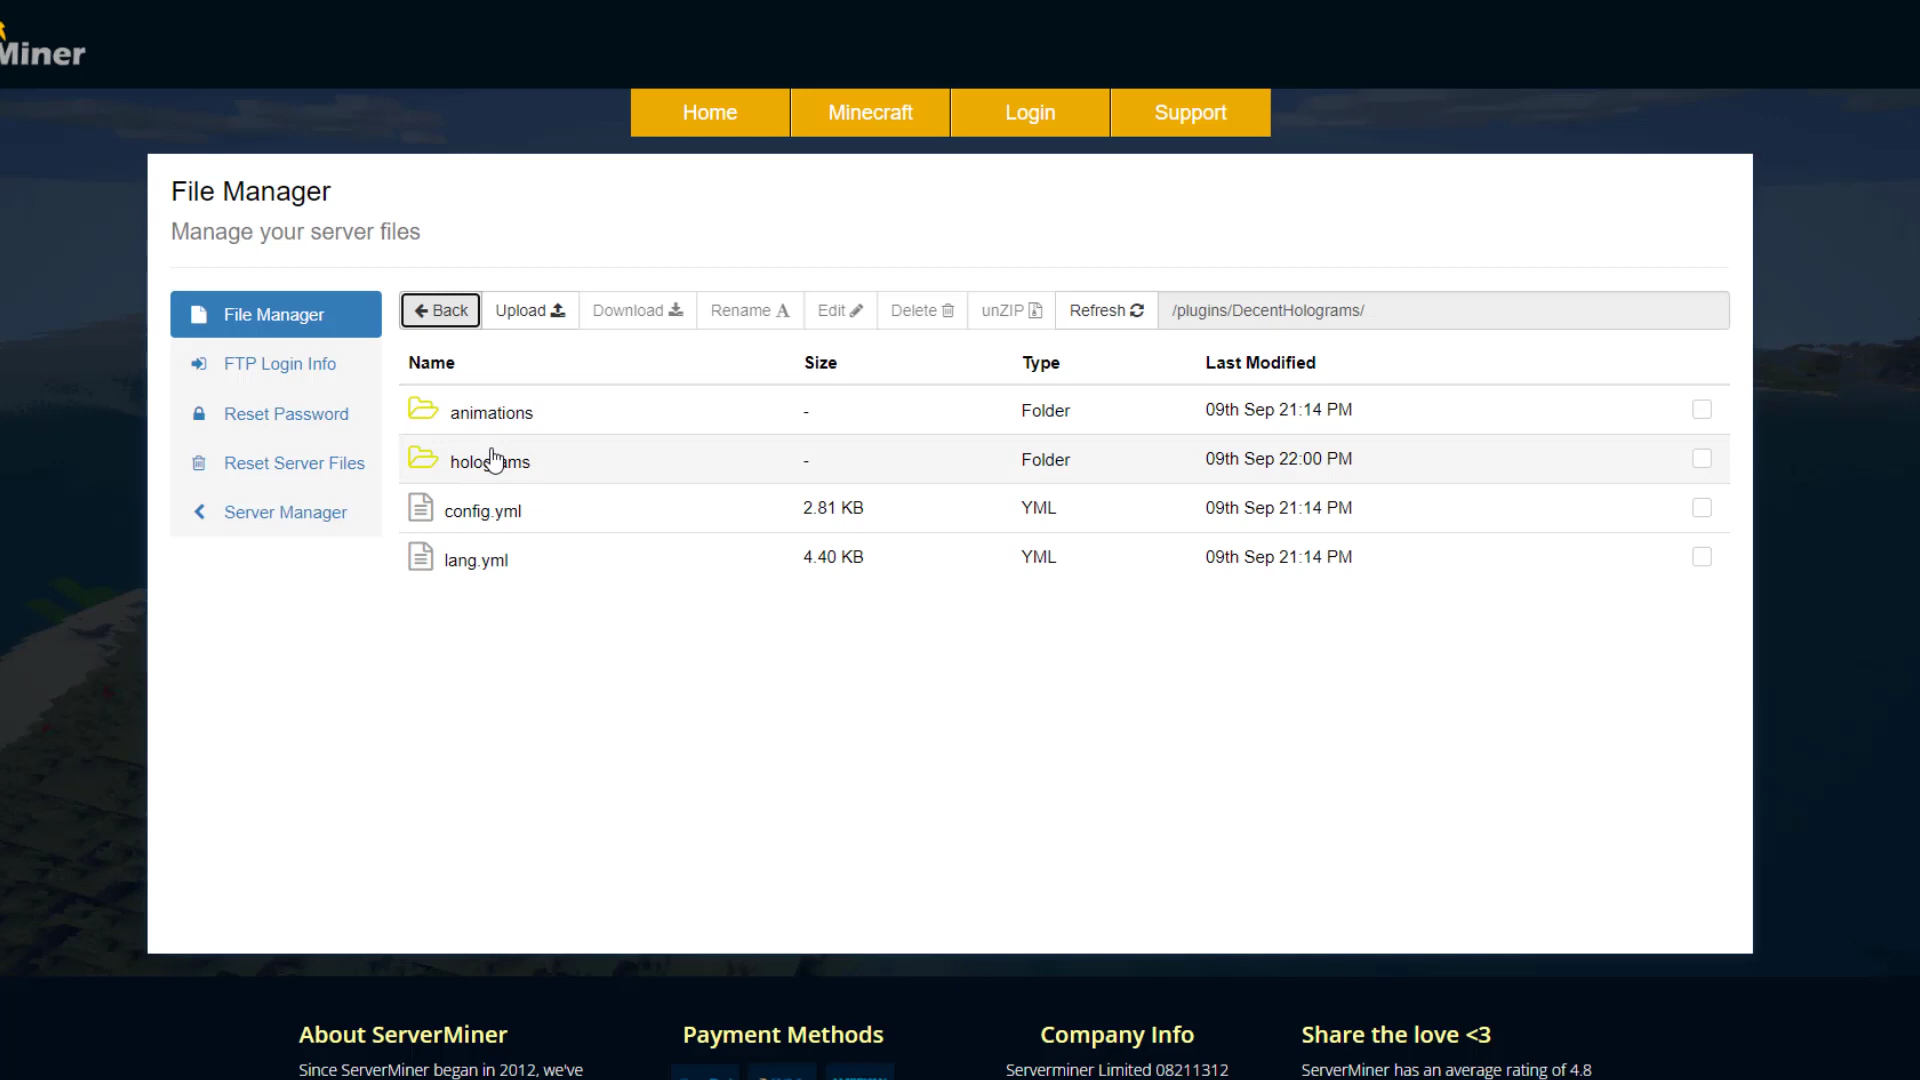 Miner
Home Minecraft Login Support
File Manager
Manage your server files
File Manager
FTP Login Info
Reset Password
Reset Server Files
Server Manager
Back Upload Download Rename Edit Delete unZIP Refresh /plugins/DecentHolograms/
Name Size Type Last Modified
animations - Folder 09th Sep 21:14 PM
holograms - Folder 09th Sep 22:00 PM
config.yml 2.81 KB YML 09th Sep 21:14 PM
lang.yml 4.40 KB YML 09th Sep 21:14 PM
About ServerMiner Payment Methods Company Info Share the love <3
Since ServerMiner began in 2012, we've Serverminer Limited 08211312 ServerMiner has an average rating of 4.8